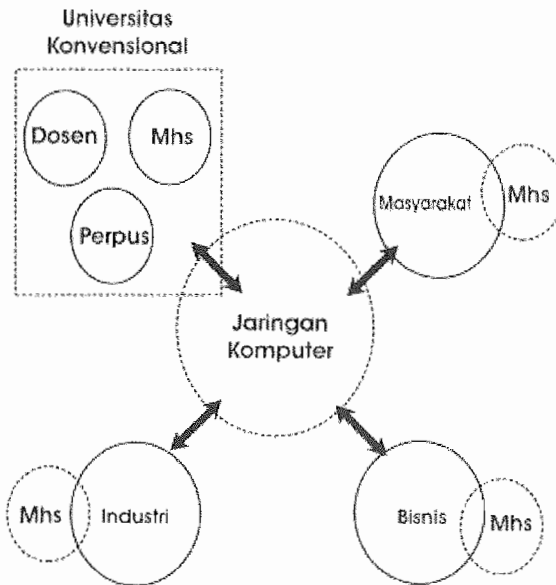 Universitas
Konvensional
Dosen
Mhs
Perpus
Masyarakat
Mhs
Jaringan
Komputer
Mhs
Industri
Bisnis
Mhs